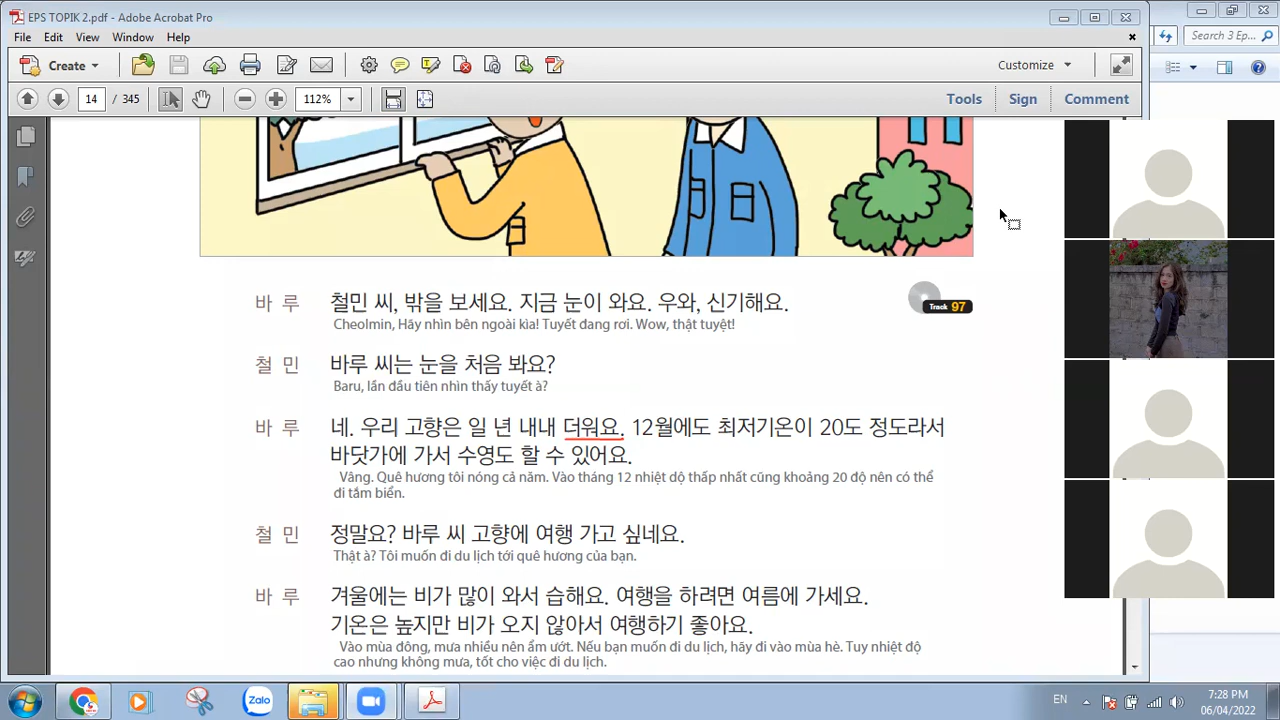 EPS TOPIK 2.pdf - Adobe Acrobat Pro
File Edit View Window Help
Search 3 Ep...
Create
Customize
14 / 345
112%
Tools Sign Comment
바 루 철민 씨, 밖을 보세요. 지금 눈이 와요. 우와, 신기해요.
Track 97
Cheolmin, Hãy nhìn bên ngoài kìa! Tuyết đang rơi. Wow, thật tuyệt!
철 민 바루 씨는 눈을 처음 봐요?
Baru, lần đầu tiên nhìn thấy tuyết à?
바 루 네. 우리 고향은 일 년 내내 더워요. 12월에도 최저기온이 20도 정도라서
바닷가에 가서 수영도 할 수 있어요.
Vâng. Quê hương tôi nóng cả năm. Vào tháng 12 nhiệt độ thấp nhất cũng khoảng 20 độ nên có thể
đi tắm biển.
철 민 정말요? 바루 씨 고향에 여행 가고 싶네요.
Thật à? Tôi muốn đi du lịch tới quê hương của bạn.
바 루 겨울에는 비가 많이 와서 습해요. 여행을 하려면 여름에 가세요.
기온은 높지만 비가 오지 않아서 여행하기 좋아요.
Vào mùa đông, mưa nhiều nên ẩm ướt. Nếu bạn muốn đi du lịch, hãy đi vào mùa hè. Tuy nhiệt độ
cao nhưng không mưa, tốt cho việc đi du lịch.
Zalo
EN
7:28 PM
06/04/2022